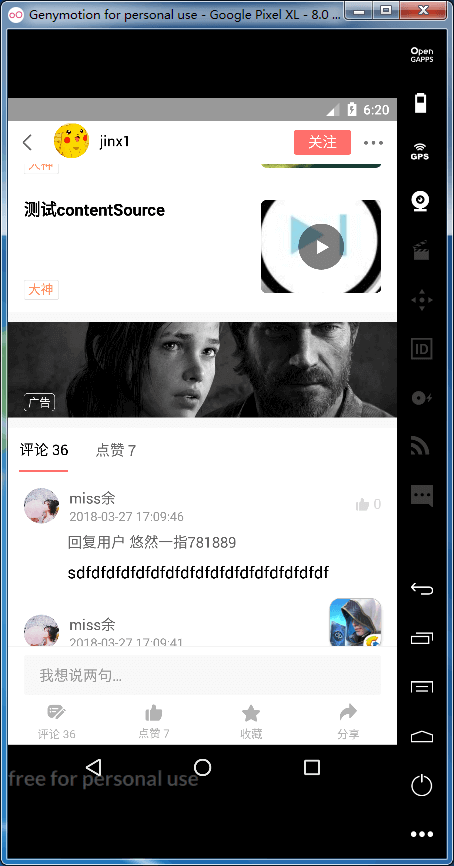 Genymotion for personal use - Google Pixel XL - 8.0 ...
Open
GAPPS
6:20
jinx1
关注
大神
GPS
测试contentSource
大神
ID
广告
评论 36
点赞 7
miss余
0
2018-03-27 17:09:46
回复用户 悠然一指781889
sdfdfdfdfdfdfdfdfdfdfdfdfdfdfdfdfdf
miss余
2018-03-27 17:09:41
我想说两句...
评论 36
点赞 7
收藏
分享
free for personal use